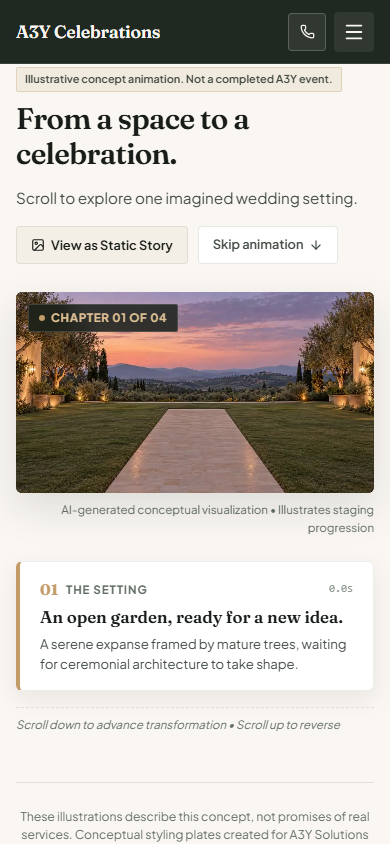 A3Y Celebrations
Illustrative concept animation. Not a completed A3Y event.
From a space to a
celebration.
Scroll to explore one imagined wedding setting.
View as Static Story
Skip animation ↓
CHAPTER 01 OF 04
AI-generated conceptual visualization • Illustrates staging
progression
01 THE SETTING
0.0s
An open garden, ready for a new idea.
A serene expanse framed by mature trees, waiting
for ceremonial architecture to take shape.
Scroll down to advance transformation • Scroll up to reverse
These illustrations describe this concept, not promises of real
services. Conceptual styling plates created for A3Y Solutions